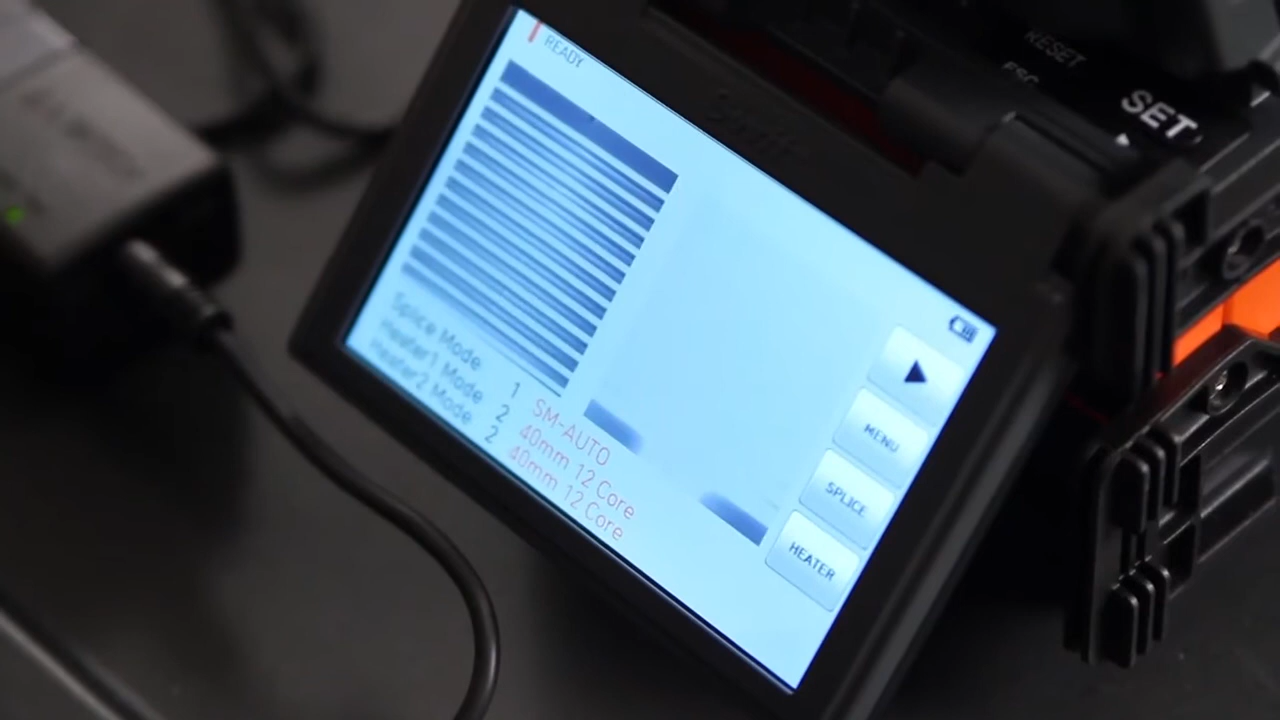 READY
RESET
ESC
SET
Splice Mode 1 SM-AUTO
Heater1 Mode 2 40mm 12 Core
Heater2 Mode 2 40mm 12 Core
MENU
SPLICE
HEATER